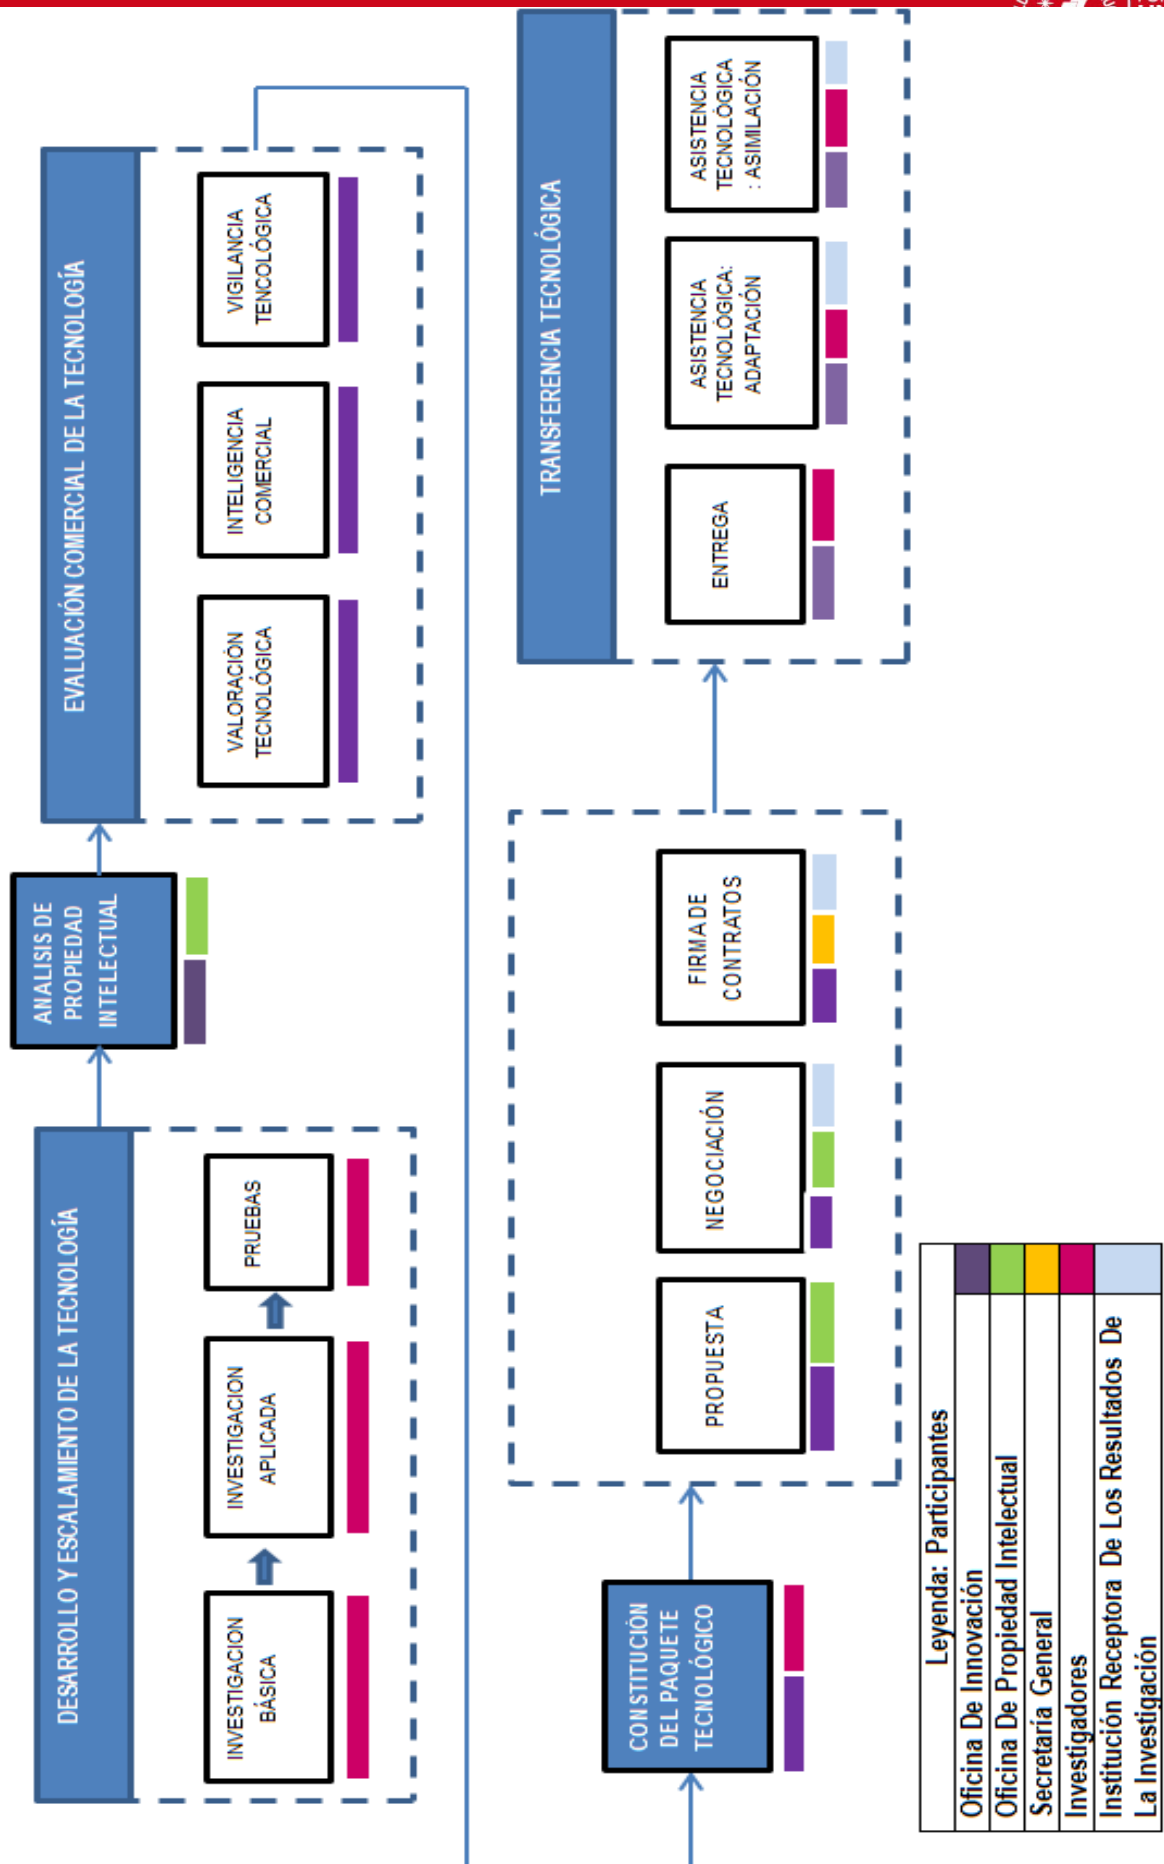 DESARROLLO Y ESCALAMIENTO DE LA TECNOLOGÍA
INVESTIGACION
BÁSICA
INVESTIGACION
APLICADA
PRUEBAS
ANALISIS DE
PROPIEDAD
INTELECTUAL
EVALUACIÓN COMERCIAL DE LA TECNOLOGÍA
VALORACIÓN
TECNOLÓGICA
INTELIGENCIA
COMERCIAL
VIGILANCIA
TENCOLÓGICA
CONSTITUCIÓN
DEL PAQUETE
TECNOLÓGICO
PROPUESTA
NEGOCIACIÓN
FIRMA DE
CONTRATOS
TRANSFERENCIA TECNOLÓGICA
ENTREGA
ASISTENCIA
TECNOLÓGICA:
ADAPTACIÓN
ASISTENCIA
TECNOLÓGICA
: ASIMILACIÓN
Leyenda: Participantes
Oficina De Innovación
Oficina De Propiedad Intelectual
Secretaría General
Investigadores
Institución Receptora De Los Resultados De
La Investigación